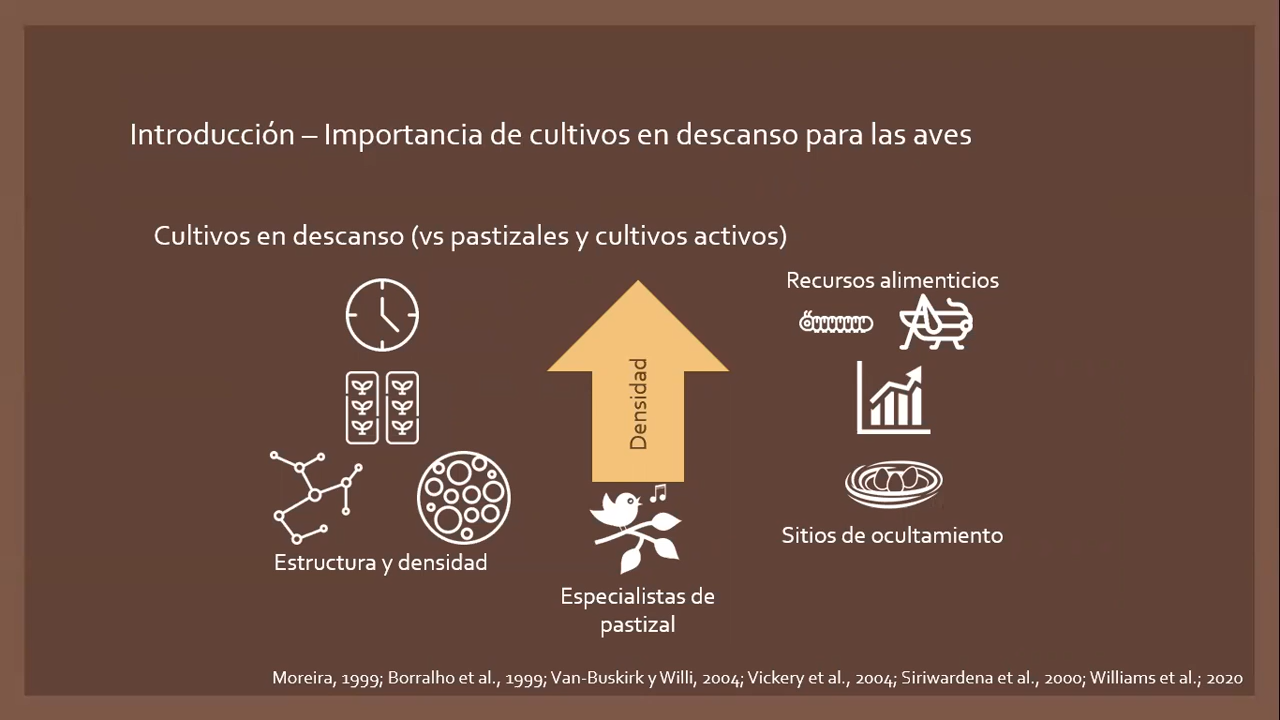 Introducción – Importancia de cultivos en descanso para las aves
Cultivos en descanso (vs pastizales y cultivos activos)
Recursos alimenticios
Densidad
Sitios de ocultamiento
Estructura y densidad
Especialistas de
pastizal
Moreira, 1999; Borralho et al., 1999; Van-Buskirk y Willi, 2004; Vickery et al., 2004; Siriwardena et al., 2000; Williams et al.; 2020